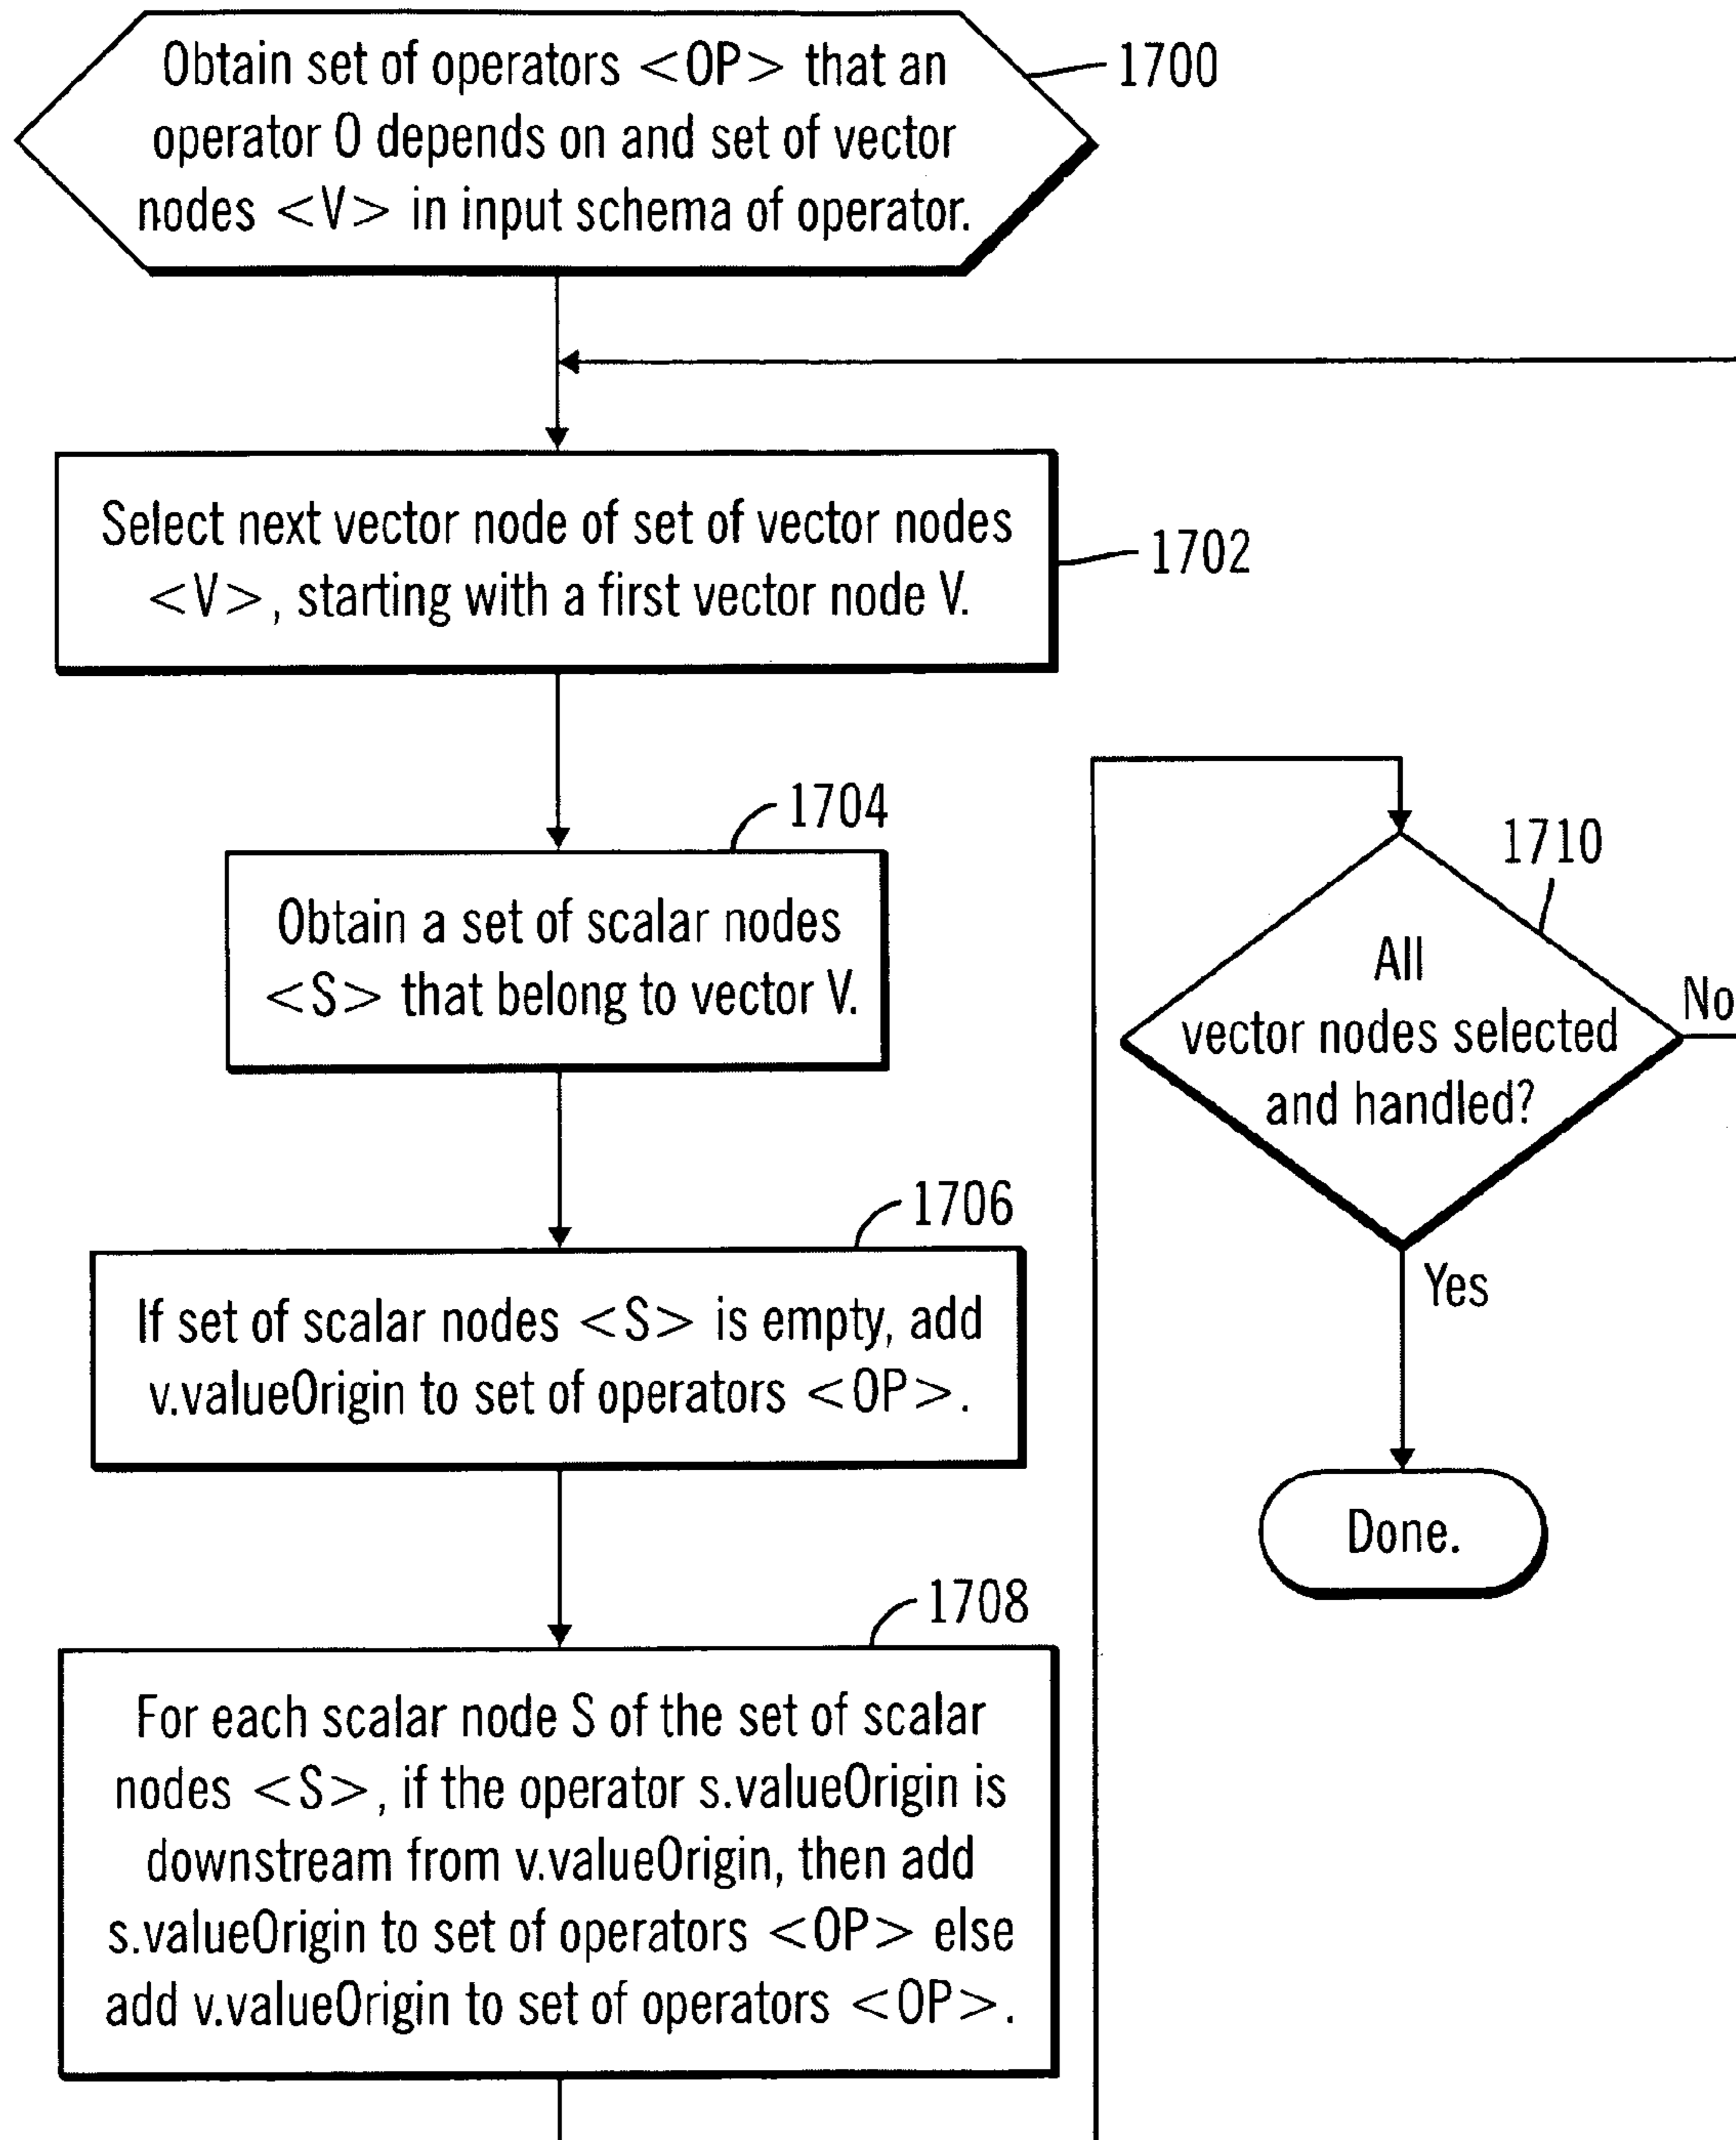 Obtain set of operators <OP> that an
operator O depends on and set of vector
nodes <V> in input schema of operator.
1700
Select next vector node of set of vector nodes
<V>, starting with a first vector node V.
1702
1704
Obtain a set of scalar nodes
<S> that belong to vector V.
1706
If set of scalar nodes <S> is empty, add
v.valueOrigin to set of operators <OP>.
1708
For each scalar node S of the set of scalar
nodes <S>, if the operator s.valueOrigin is
downstream from v.valueOrigin, then add
s.valueOrigin to set of operators <OP> else
add v.valueOrigin to set of operators <OP>.
1710
All
vector nodes selected
and handled?
No
Yes
Done.